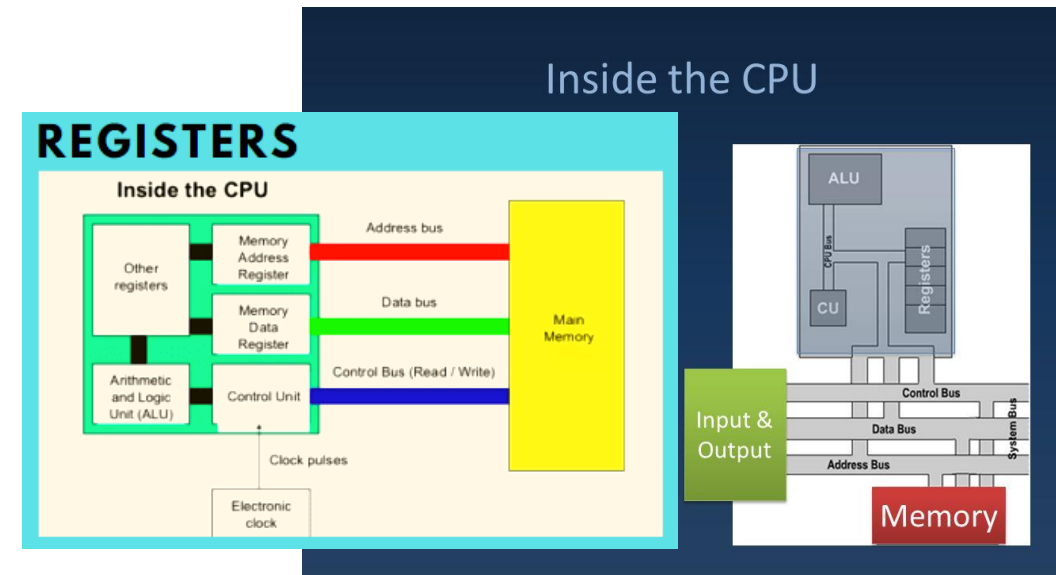 Inside the CPU
REGISTERS
Inside the CPU
Other
registers
Memory
Address
Register
Memory
Data
Register
Arithmetic
and Logic
Unit (ALU)
Control Unit
Address bus
Data bus
Control Bus (Read / Write)
Main
Memory
Clock pulses
Electronic
clock
ALU
CPU Bus
Registers
CU
Input &
Output
Control Bus
Data Bus
Address Bus
System Bus
Memory